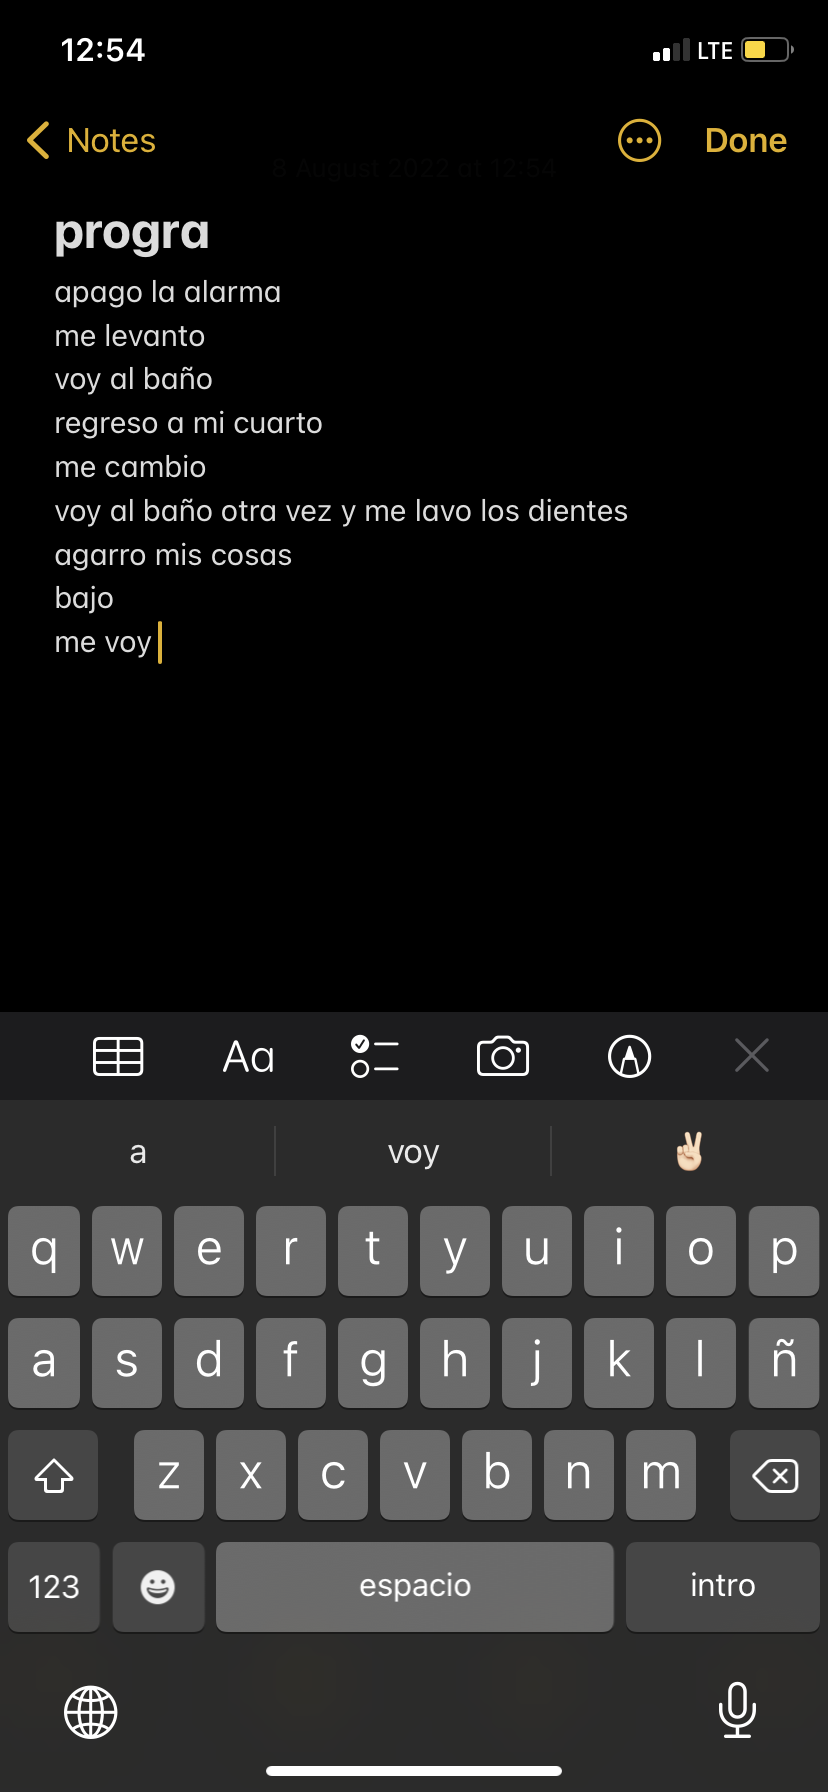 12:54
LTE
Notes
Done
8 August 2022 at 12:54
progra
apago la alarma
me levanto
voy al baño
regreso a mi cuarto
me cambio
voy al baño otra vez y me lavo los dientes
agarro mis cosas
bajo
me voy
Aa
a voy ✌🏻
q w e r t y u i o p
a s d f g h j k l ñ
z x c v b n m
123 espacio intro